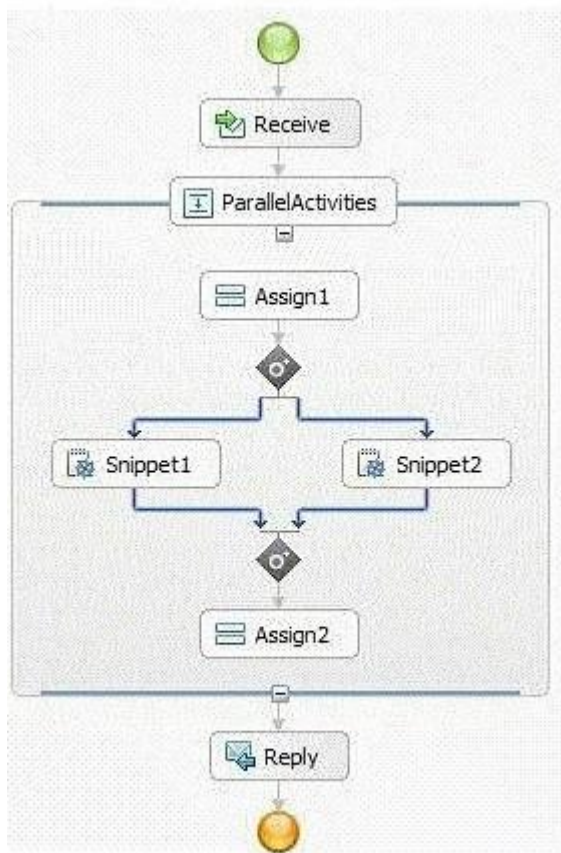 Receive
ParallelActivities
Assign1
Snippet1
Snippet2
Assign2
Reply